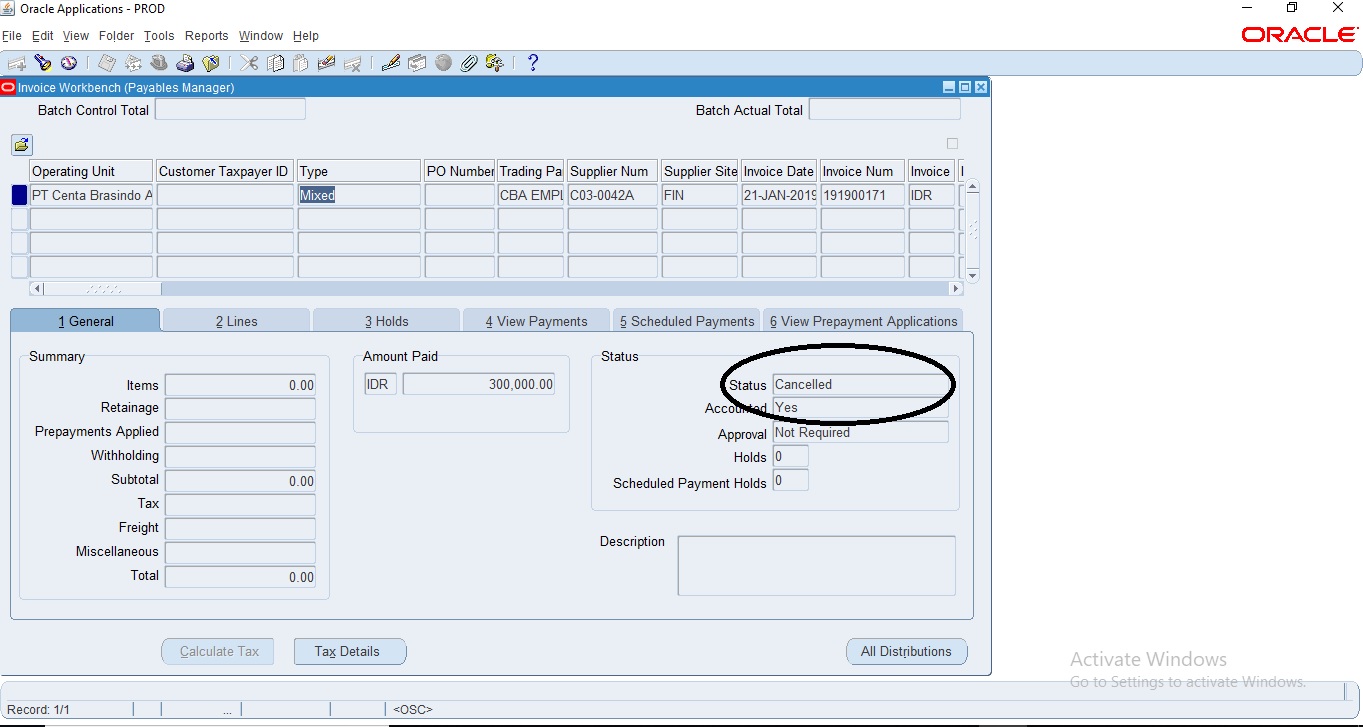 Oracle Applications - PROD
File Edit View Folder Tools Reports Window Help
ORACLE
Invoice Workbench (Payables Manager)
Batch Control Total Batch Actual Total
Operating Unit Customer Taxpayer ID Type PO Number Trading Pa Supplier Num Supplier Site Invoice Date Invoice Num Invoice
PT Centa Brasindo A Mixed CBA EMPL C03-0042A FIN 21-JAN-2019 191900171 IDR
1 General 2 Lines 3 Holds 4 View Payments 5 Scheduled Payments 6 View Prepayment Applications
Summary Amount Paid Status
Items 0.00 IDR 300,000.00 Status Cancelled
Retainage Accounted Yes
Prepayments Applied Approval Not Required
Withholding Holds 0
Subtotal 0.00 Scheduled Payment Holds 0
Tax
Freight
Description
Miscellaneous
Total 0.00
Calculate Tax Tax Details All Distributions
Activate Windows
Go to Settings to activate Windows.
Record: 1/1 ... <OSC>